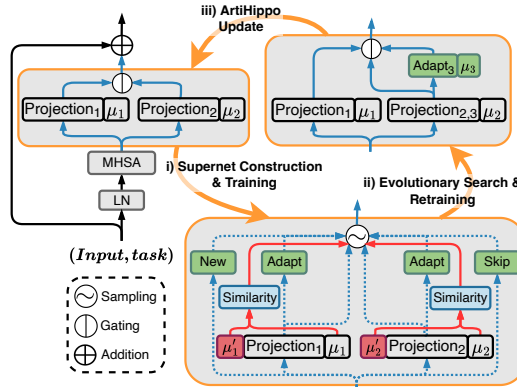 iii) ArtiHippo
Update
Adapt₃ μ₃
Projection₁ μ₁ Projection₂ μ₂
Projection₁ μ₁ Projection₂,₃ μ₂
MHSA
i) Supernet Construction
& Training
ii) Evolutionary Search &
Retraining
LN
(Input, task)
New Adapt Adapt Skip
Similarity Similarity
μ′₁ Projection₁ μ₁ μ′₂ Projection₂ μ₂
Sampling
Gating
Addition